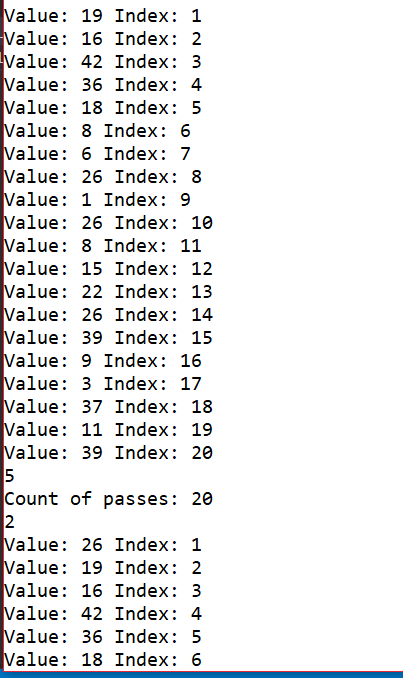 Value: 19 Index: 1
Value: 16 Index: 2
Value: 42 Index: 3
Value: 36 Index: 4
Value: 18 Index: 5
Value: 8 Index: 6
Value: 6 Index: 7
Value: 26 Index: 8
Value: 1 Index: 9
Value: 26 Index: 10
Value: 8 Index: 11
Value: 15 Index: 12
Value: 22 Index: 13
Value: 26 Index: 14
Value: 39 Index: 15
Value: 9 Index: 16
Value: 3 Index: 17
Value: 37 Index: 18
Value: 11 Index: 19
Value: 39 Index: 20
5
Count of passes: 20
2
Value: 26 Index: 1
Value: 19 Index: 2
Value: 16 Index: 3
Value: 42 Index: 4
Value: 36 Index: 5
Value: 18 Index: 6